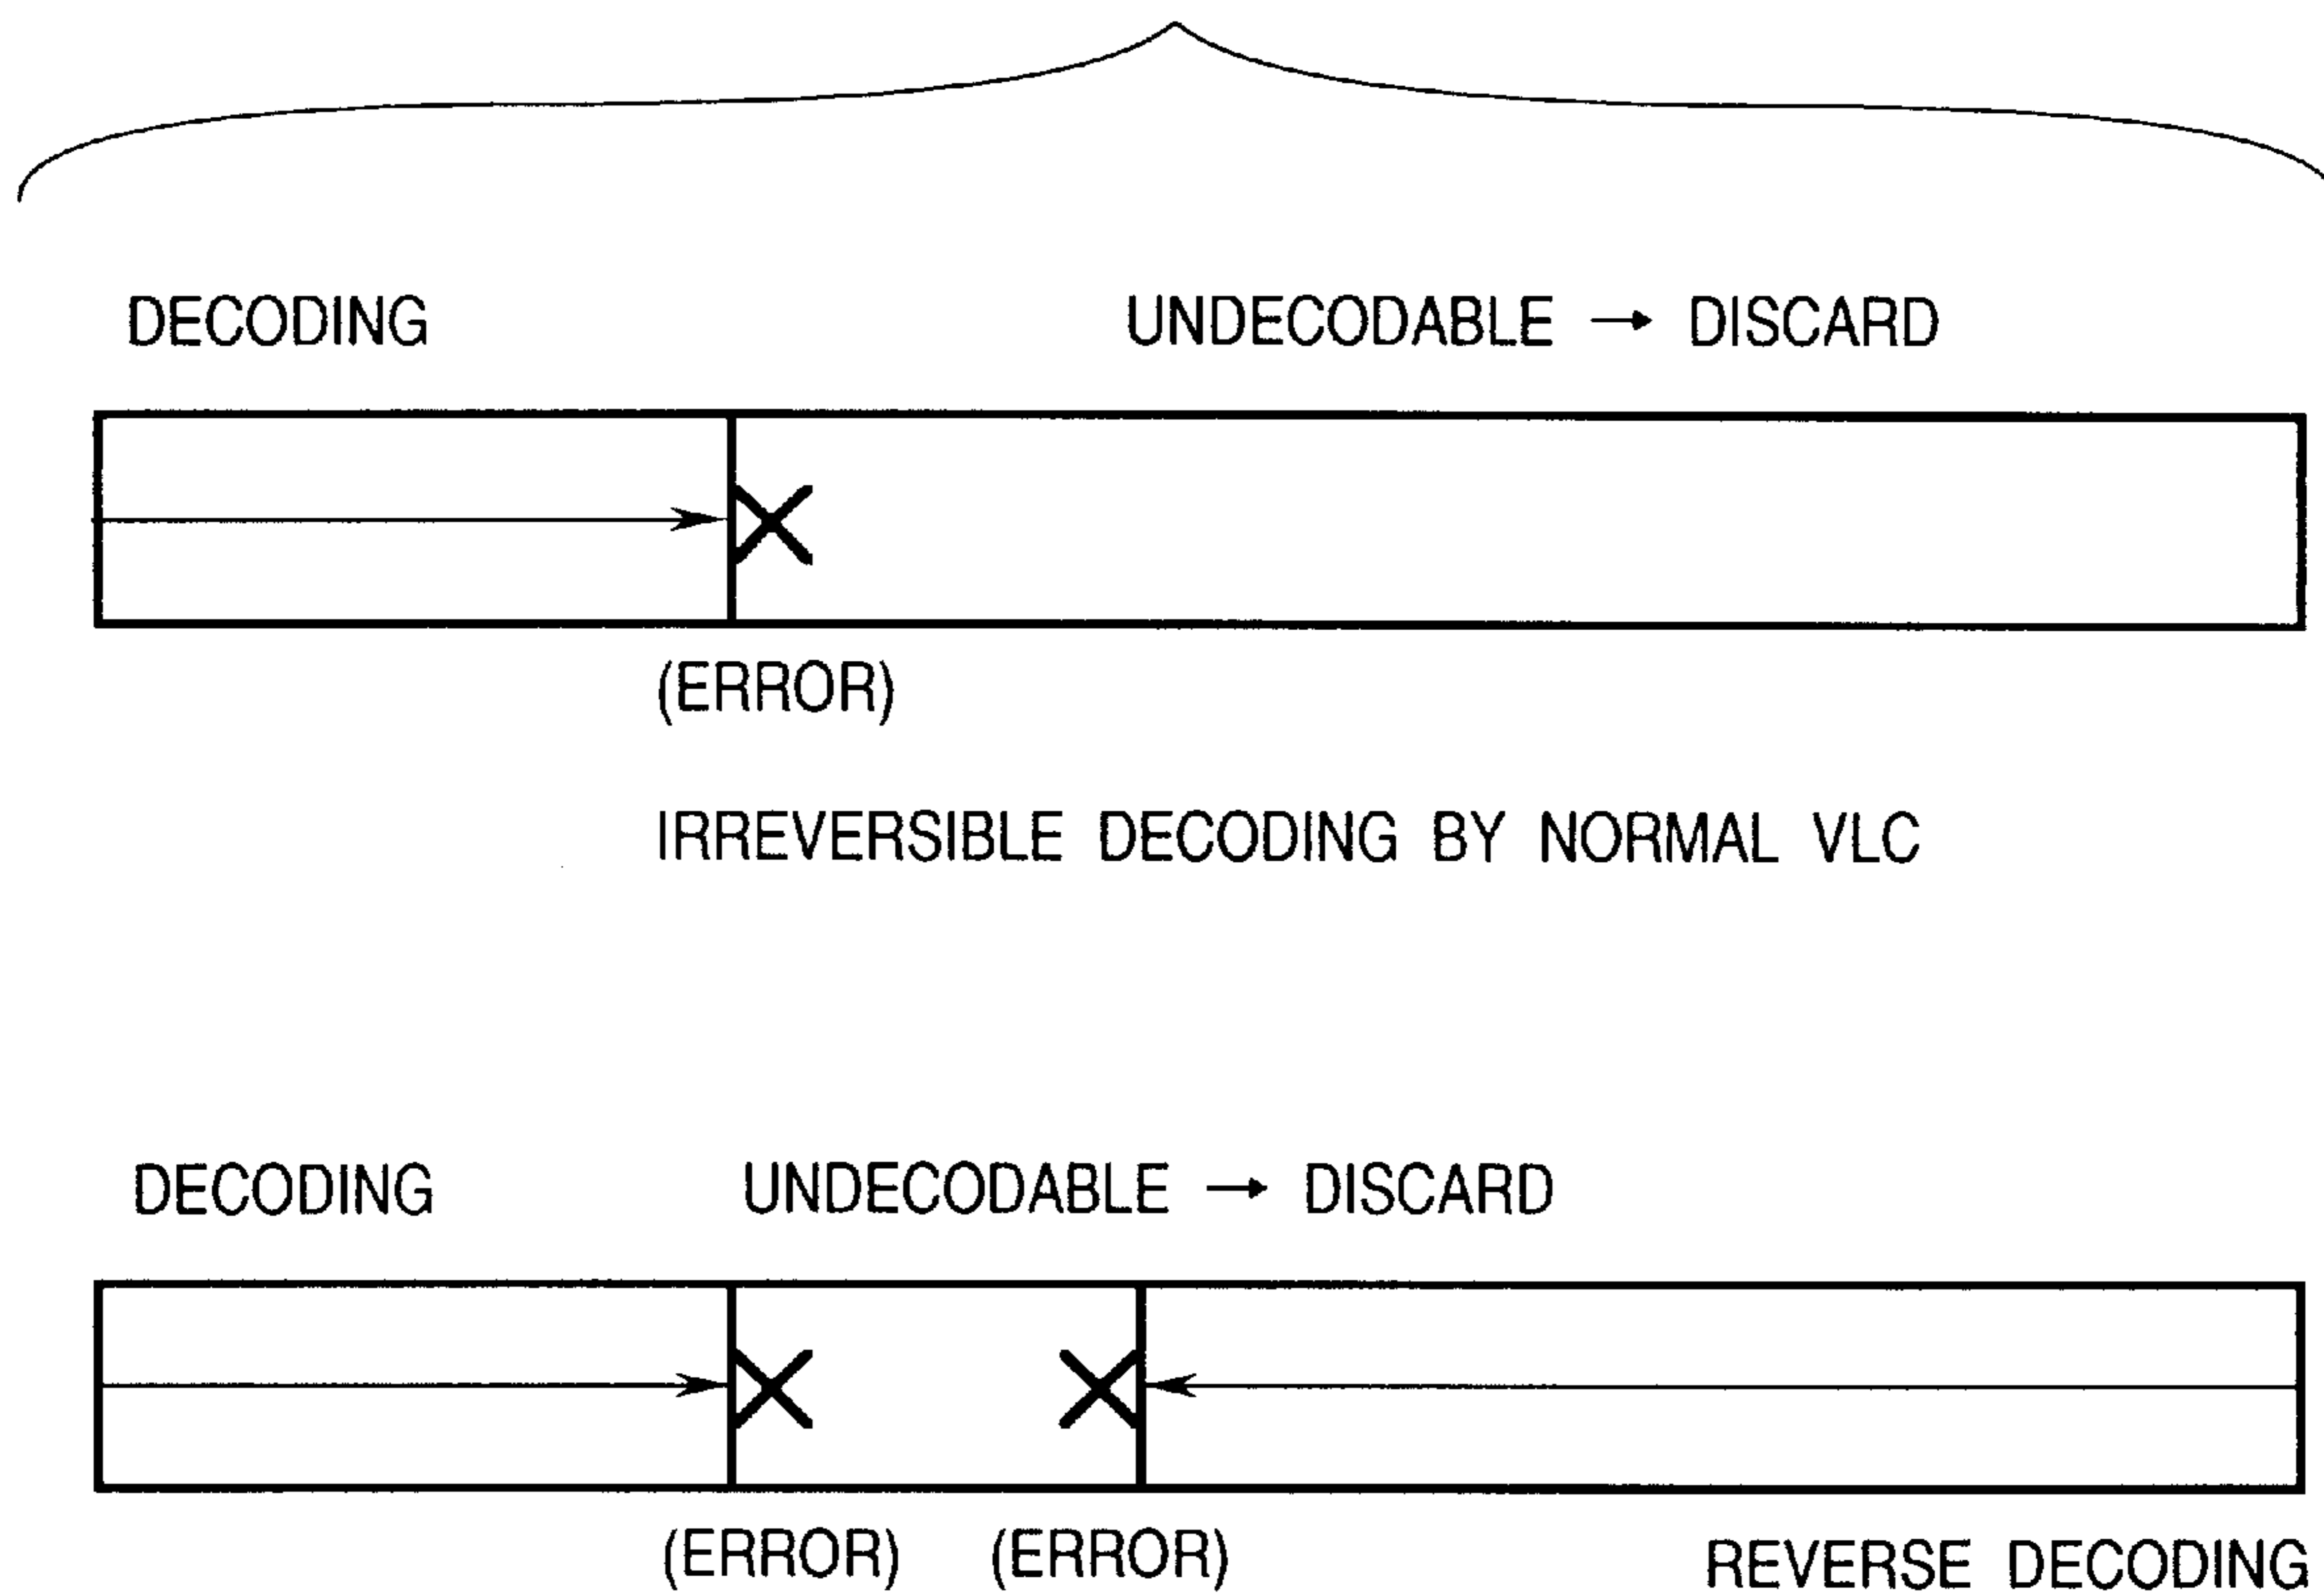 DECODING UNDECODABLE → DISCARD
(ERROR)
IRREVERSIBLE DECODING BY NORMAL VLC
DECODING UNDECODABLE → DISCARD
(ERROR) (ERROR) REVERSE DECODING